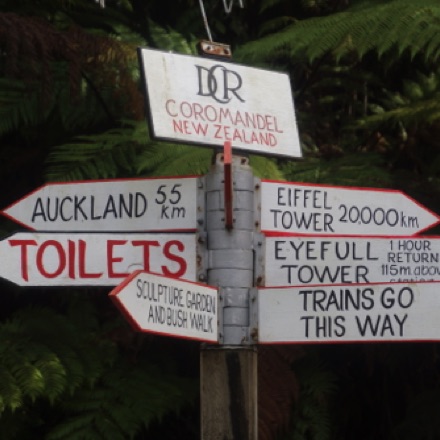 DCR
COROMANDEL
NEW ZEALAND
AUCKLAND 55 km
TOILETS
SCULPTURE GARDEN
AND BUSH WALK
EIFFEL
TOWER 20,000 km
EYEFULL
TOWER
1 HOUR
RETURN
115m above
TRAINS GO
THIS WAY